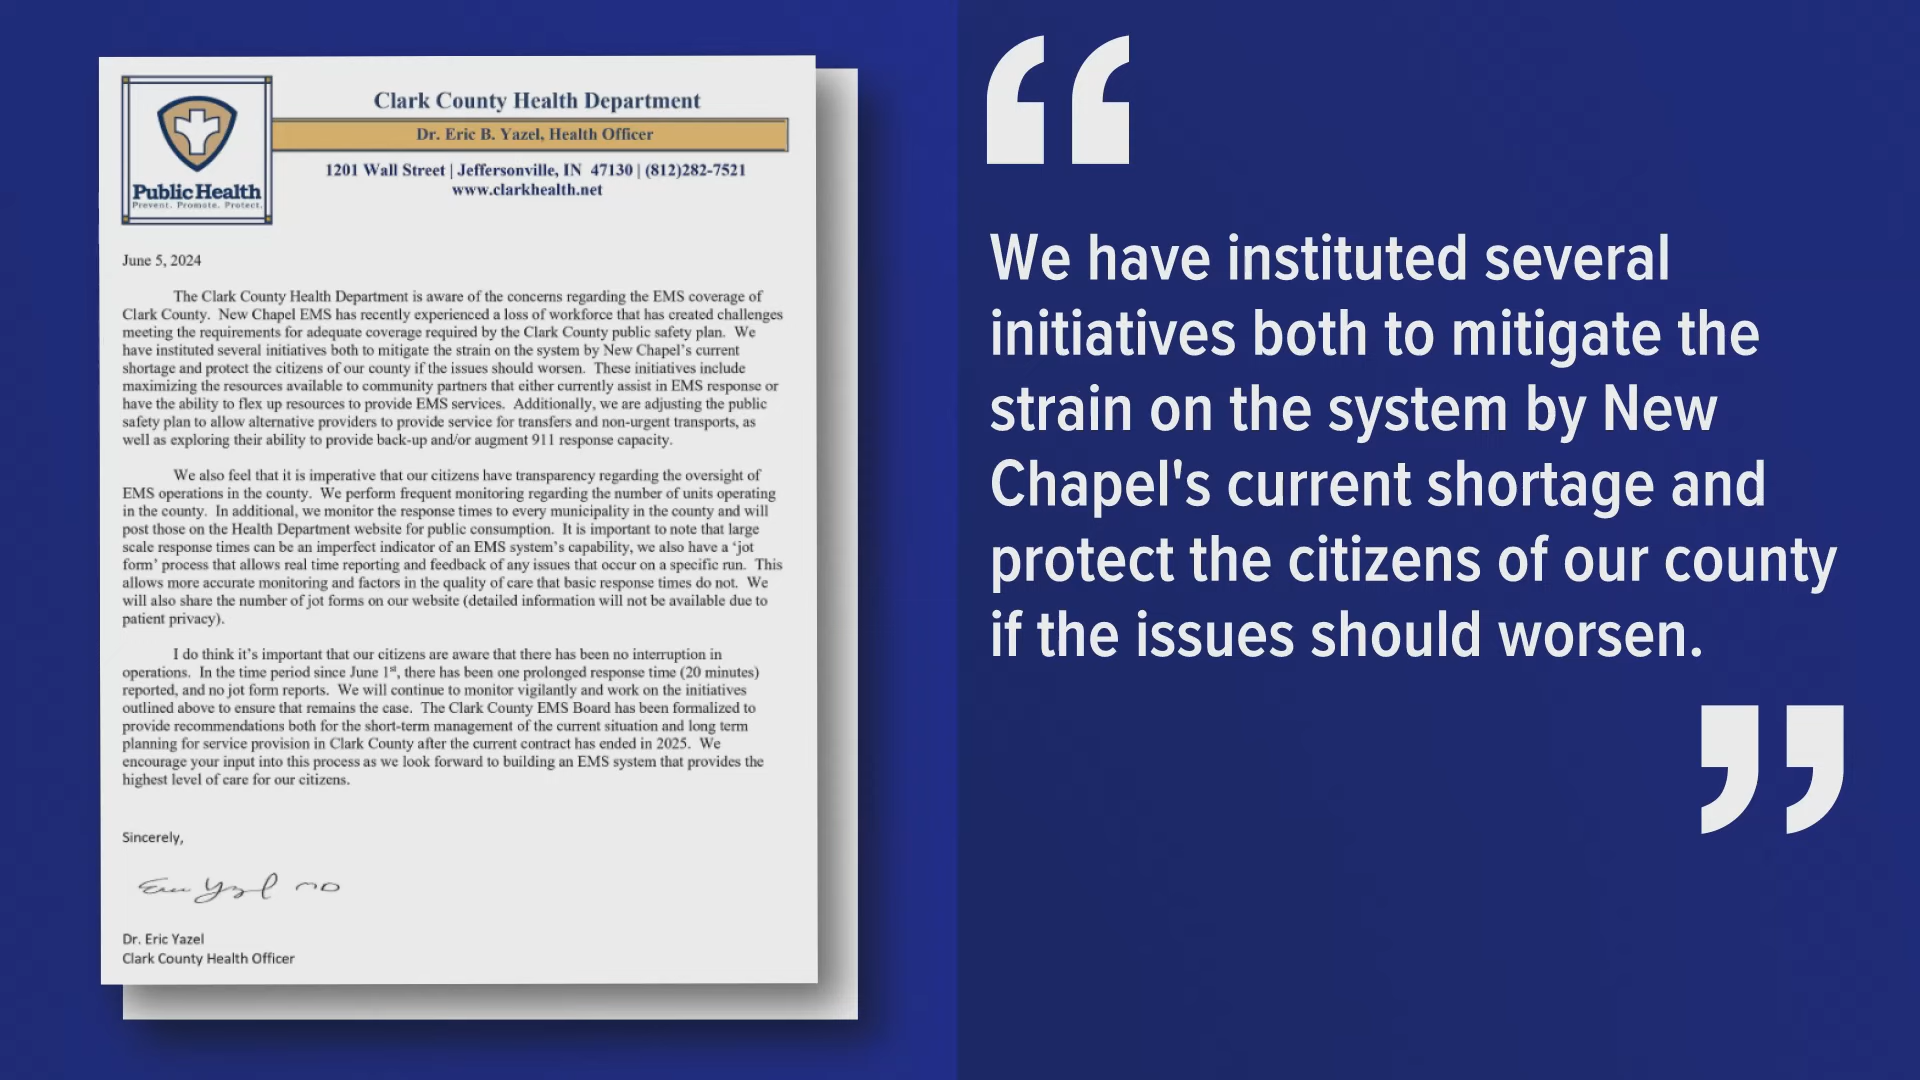 Clark County Health Department
Dr. Eric B. Yazel, Health Officer
1201 Wall Street | Jeffersonville, IN 47130 | (812)282-7521
www.clarkhealth.net
Public Health
Prevent. Promote. Protect.
June 5, 2024
The Clark County Health Department is aware of the concerns regarding the EMS coverage of
Clark County. New Chapel EMS has recently experienced a loss of workforce that has created challenges
meeting the requirements for adequate coverage required by the Clark County public safety plan. We
have instituted several initiatives both to mitigate the strain on the system by New Chapel's current
shortage and protect the citizens of our county if the issues should worsen. These initiatives include
maximizing the resources available to community partners that either currently assist in EMS response or
have the ability to flex up resources to provide EMS services. Additionally, we are adjusting the public
safety plan to allow alternative providers to provide service for transfers and non-urgent transports, as
well as exploring their ability to provide back-up and/or augment 911 response capacity.
We also feel that it is imperative that our citizens have transparency regarding the oversight of
EMS operations in the county. We perform frequent monitoring regarding the number of units operating
in the county. In additional, we monitor the response times to every municipality in the county and will
post those on the Health Department website for public consumption. It is important to note that large
scale response times can be an imperfect indicator of an EMS system's capability, we also have a 'jot
form' process that allows real time reporting and feedback of any issues that occur on a specific run. This
allows more accurate monitoring and factors in the quality of care that basic response times do not. We
will also share the number of jot forms on our website (detailed information will not be available due to
patient privacy).
I do think it's important that our citizens are aware that there has been no interruption in
operations. In the time period since June 1st, there has been one prolonged response time (20 minutes)
reported, and no jot form reports. We will continue to monitor vigilantly and work on the initiatives
outlined above to ensure that remains the case. The Clark County EMS Board has been formalized to
provide recommendations both for the short-term management of the current situation and long term
planning for service provision in Clark County after the current contract has ended in 2025. We
encourage your input into this process as we look forward to building an EMS system that provides the
highest level of care for our citizens.
Sincerely,
Eric Yazel MD
Dr. Eric Yazel
Clark County Health Officer
“
We have instituted several
initiatives both to mitigate the
strain on the system by New
Chapel's current shortage and
protect the citizens of our county
if the issues should worsen.
”